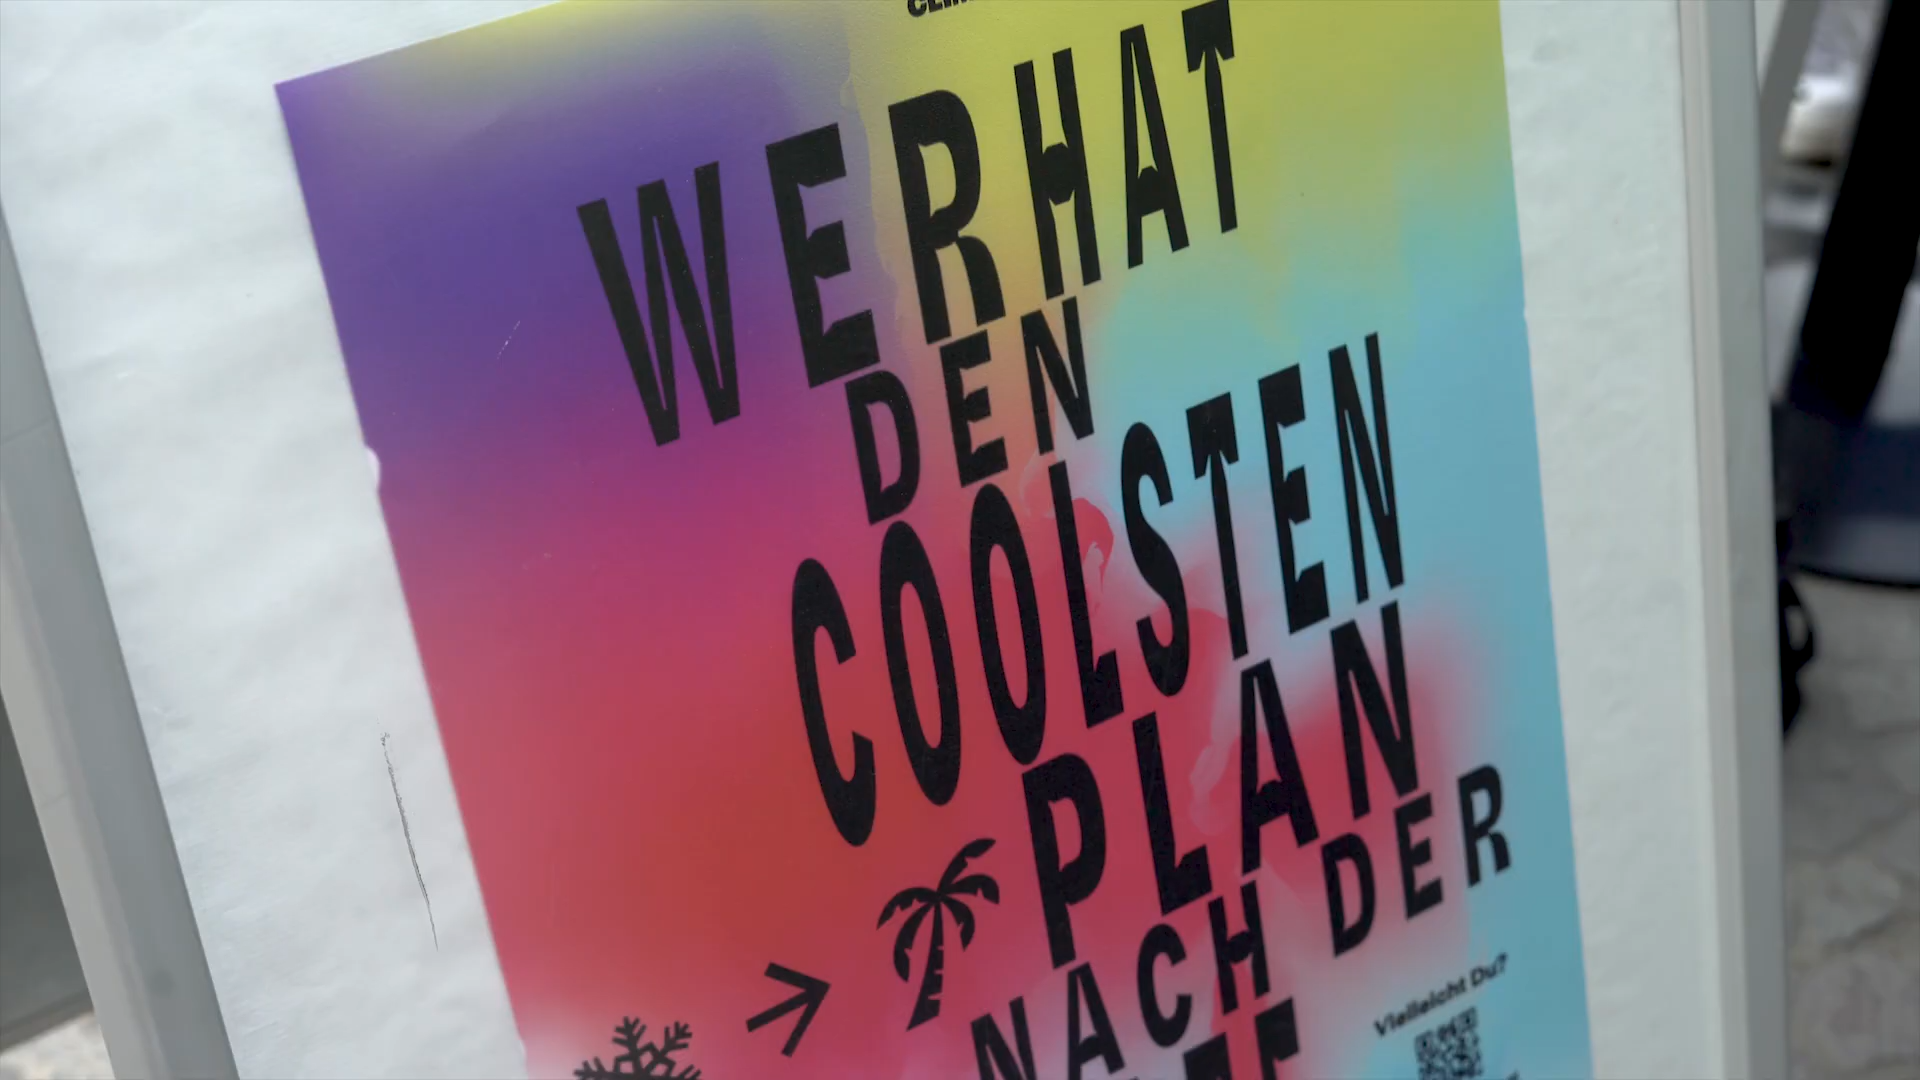 WER HAT
DEN
COOLSTEN
PLAN
NACH DER
Vielleicht Du?